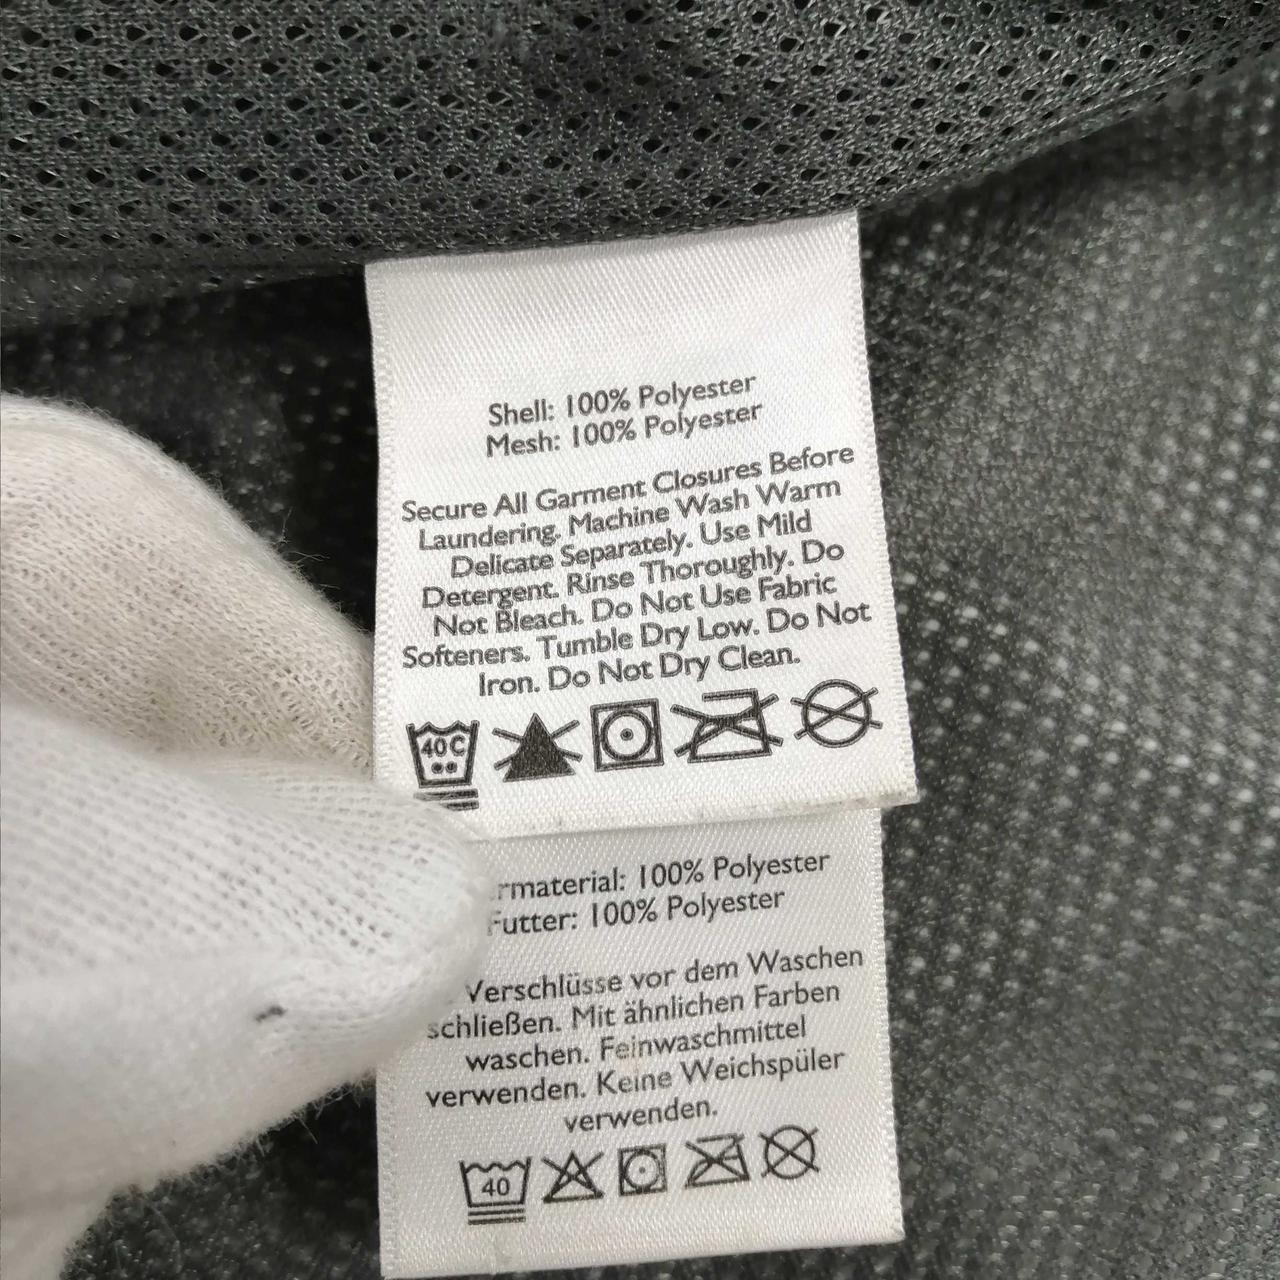 Shell: 100% Polyester
Mesh: 100% Polyester
Secure All Garment Closures Before
Laundering. Machine Wash Warm
Delicate Separately. Use Mild
Detergent. Rinse Thoroughly. Do
Not Bleach. Do Not Use Fabric
Softeners. Tumble Dry Low. Do Not
Iron. Do Not Dry Clean.
40C
100% Polyester
Futter: 100% Polyester
Verschlüsse vor dem Waschen
schließen. Mit ähnlichen Farben
waschen. Feinwaschmittel
verwenden. Keine Weichspüler
verwenden.
40